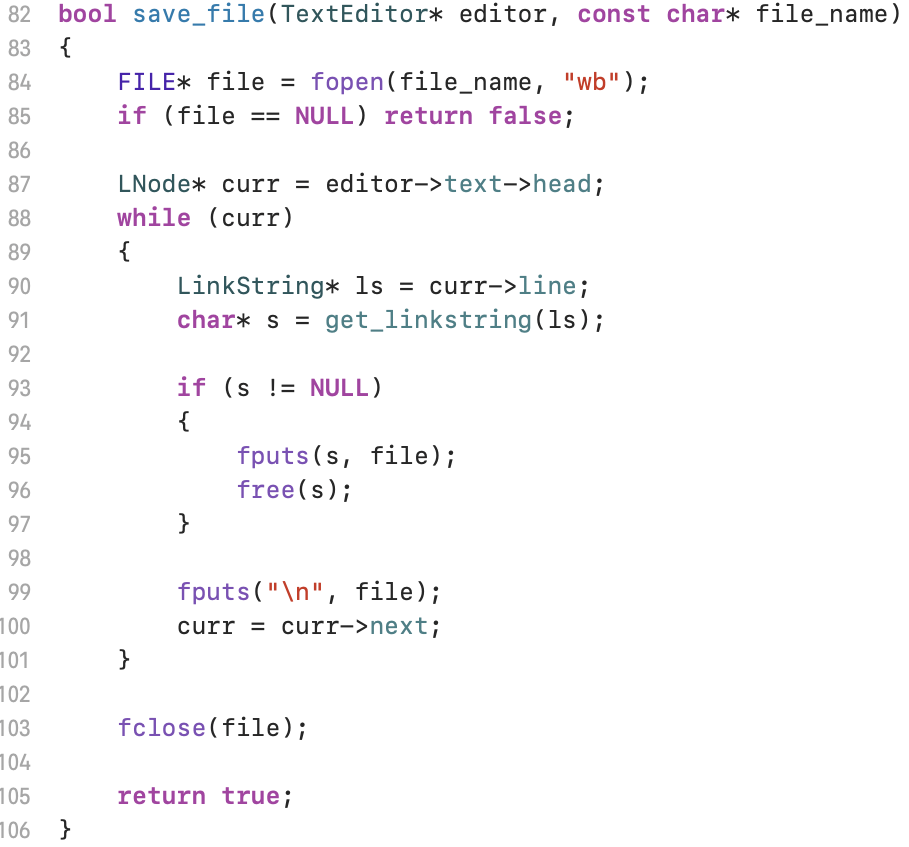 82 bool save_file(TextEditor* editor, const char* file_name)
83 {
84     FILE* file = fopen(file_name, "wb");
85     if (file == NULL) return false;
86
87     LNode* curr = editor->text->head;
88     while (curr)
89     {
90         LinkString* ls = curr->line;
91         char* s = get_linkstring(ls);
92
93         if (s != NULL)
94         {
95             fputs(s, file);
96             free(s);
97         }
98
99         fputs("\n", file);
100         curr = curr->next;
101     }
102
103     fclose(file);
104
105     return true;
106 }